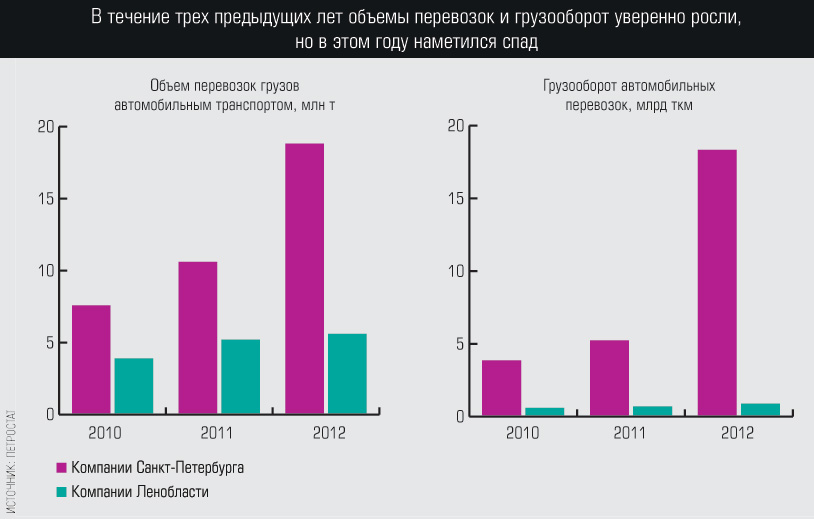 В течение трех предыдущих лет объемы перевозок и грузооборот уверенно росли,
но в этом году наметился спад
Объем перевозок грузов
автомобильным транспортом, млн т
20
15
10
5
0
2010
2011
2012
Грузооборот автомобильных
перевозок, млрд ткм
20
15
10
5
0
2010
2011
2012
Компании Санкт-Петербурга
Компании Ленобласти
ИСТОЧНИК: ПЕТРОСТАТ